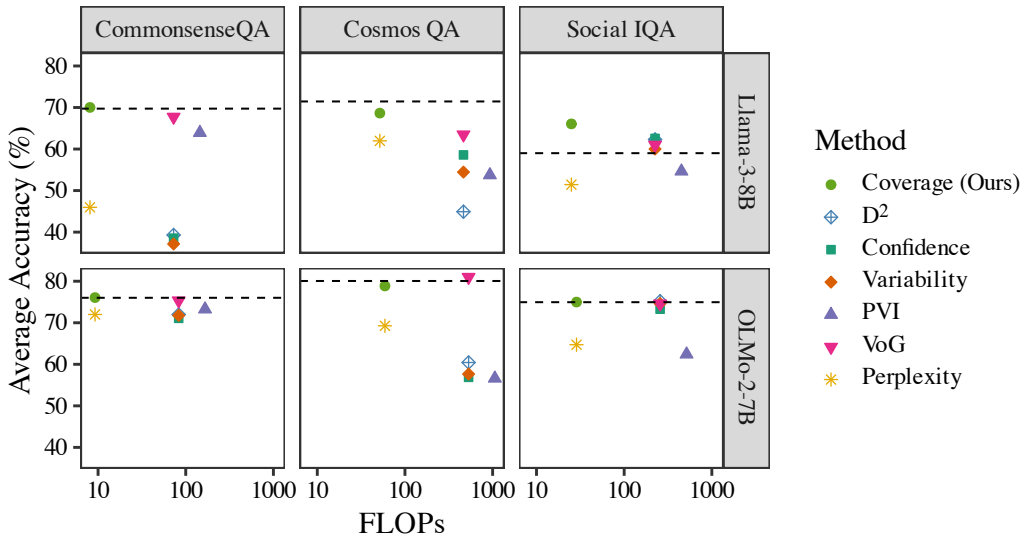 CommonsenseQA
Cosmos QA
Social IQA
Average Accuracy (%)
80
70
60
50
40
Llama-3-8B
80
70
60
50
40
OLMo-2-7B
10 100 1000
10 100 1000
10 100 1000
FLOPs
Method
Coverage (Ours)
D²
Confidence
Variability
PVI
VoG
Perplexity